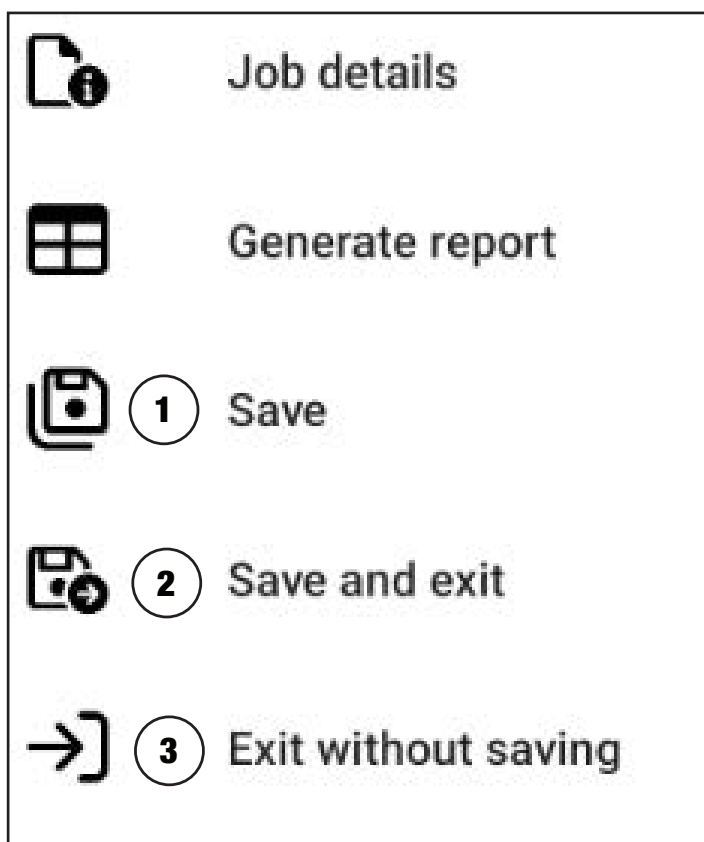 Job details
Generate report
1 Save
2 Save and exit
3 Exit without saving